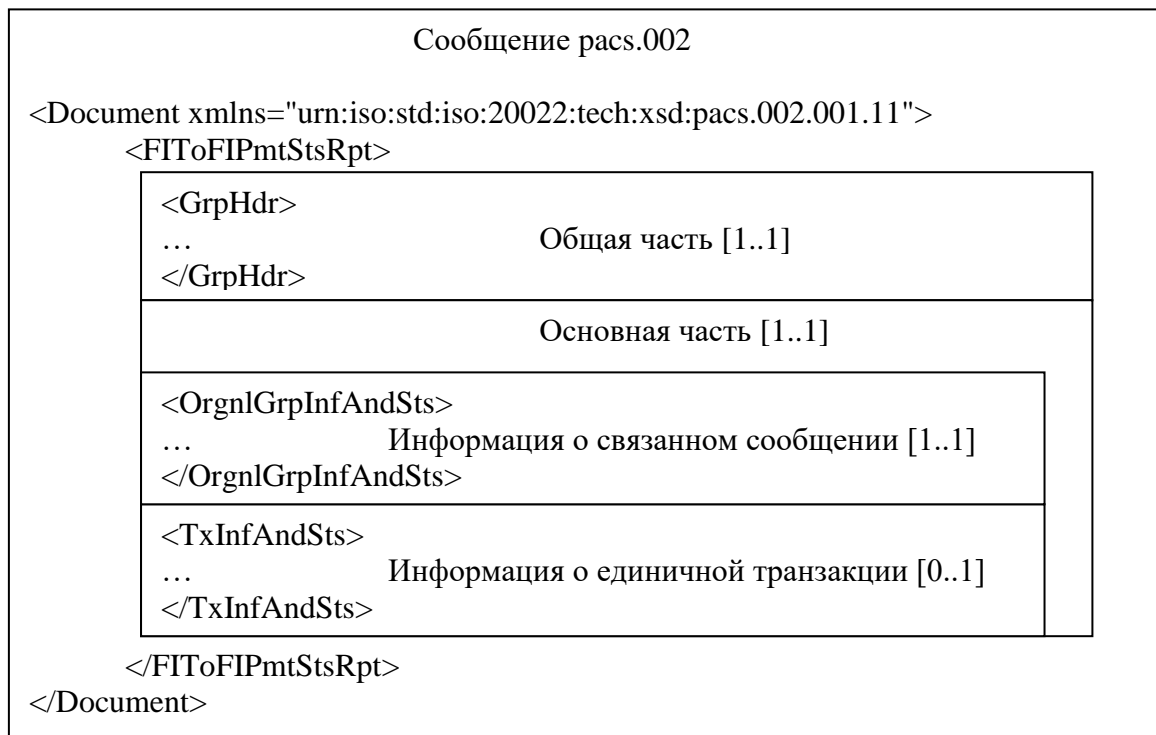 Сообщение pacs.002
<Document xmlns="urn:iso:std:iso:20022:tech:xsd:pacs.002.001.11">
<FIToFIPmtStsRpt>
<GrpHdr>
… Общая часть [1..1]
</GrpHdr>
Основная часть [1..1]
<OrgnlGrpInfAndSts>
… Информация о связанном сообщении [1..1]
</OrgnlGrpInfAndSts>
<TxInfAndSts>
… Информация о единичной транзакции [0..1]
</TxInfAndSts>
</FIToFIPmtStsRpt>
</Document>